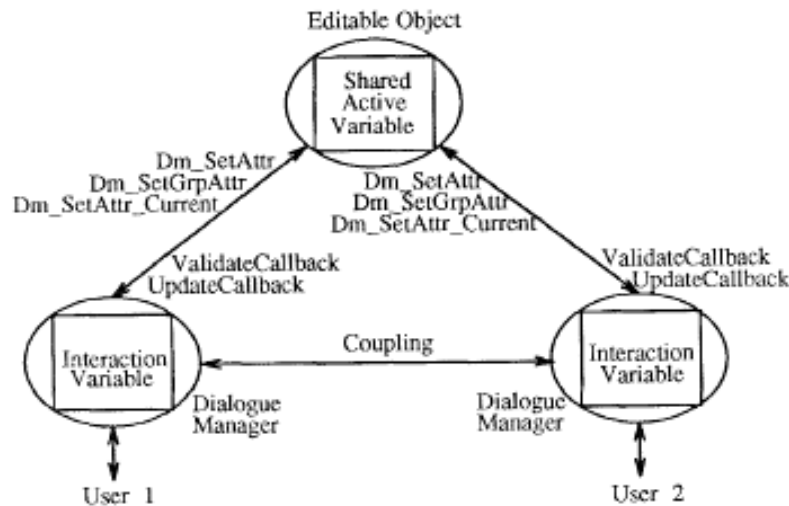 Editable Object
Shared
Active
Variable
Dm_SetAttr
Dm_SetGrpAttr
Dm_SetAttr_Current
Dm_SetAttr
Dm_SetGrpAttr
Dm_SetAttr_Current
ValidateCallback
UpdateCallback
ValidateCallback
UpdateCallback
Interaction
Variable
Coupling
Interaction
Variable
Dialogue
Manager
Dialogue
Manager
User 1
User 2